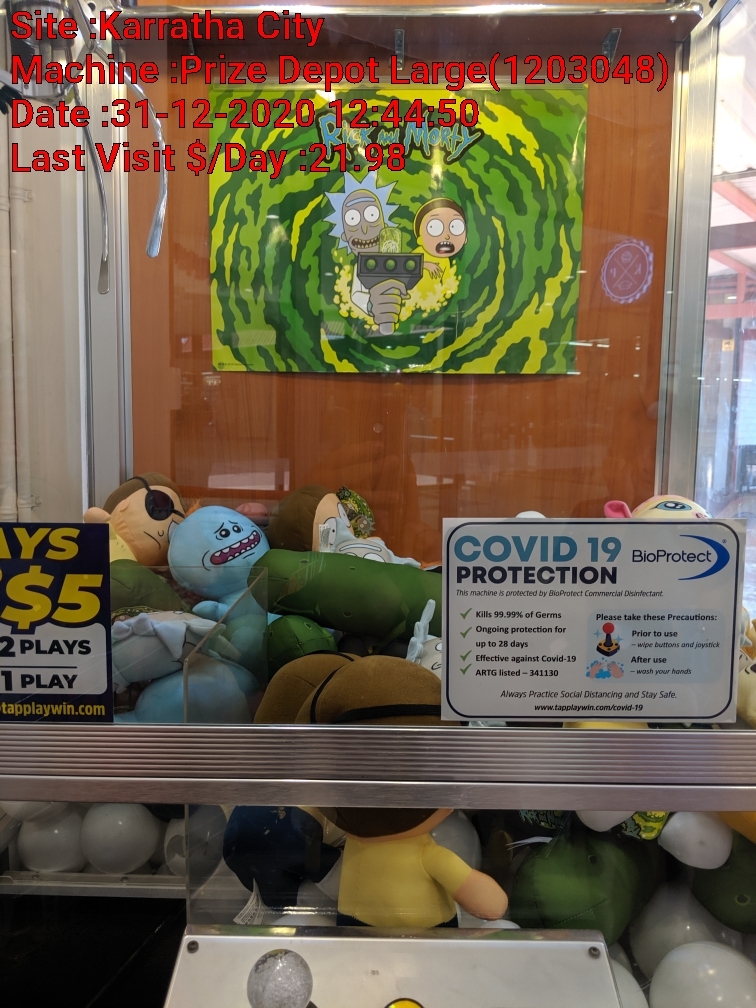 Site :Karratha City
Machine :Prize Depot Large(1203048)
Date :31-12-2020 12:44:50
Last Visit $/Day :21.98
RICK AND MORTY
AYS
$5
2 PLAYS
1 PLAY
tapplaywin.com
COVID 19
PROTECTION
BioProtect
This machine is protected by BioProtect Commercial Disinfectant.
Kills 99.99% of Germs
Ongoing protection for
up to 28 days
Effective against Covid-19
ARTG listed – 341130
Please take these Precautions:
Prior to use
– wipe buttons and joystick
After use
– wash your hands
Always Practice Social Distancing and Stay Safe.
www.tapplaywin.com/covid-19